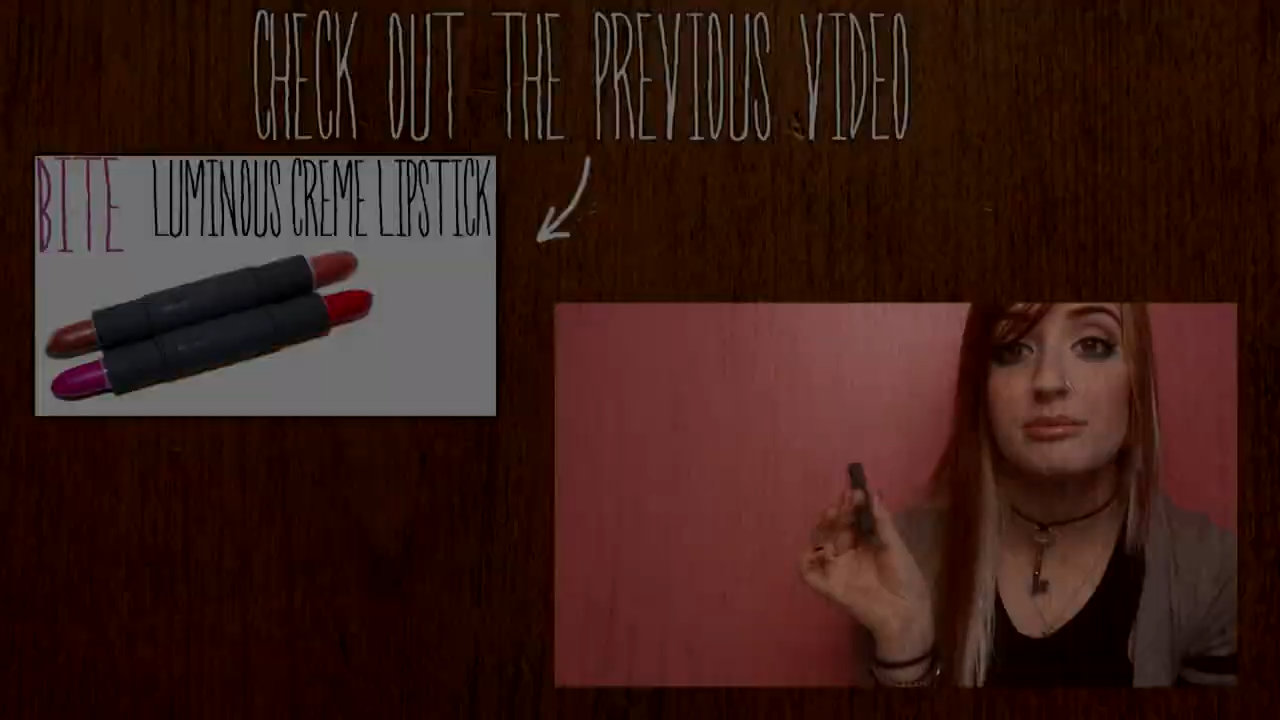 CHECK OUT THE PREVIOUS VIDEO
BITE LUMINOUS CREME LIPSTICK